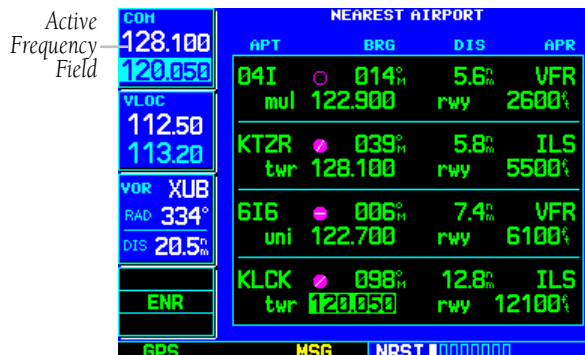 Active
Frequency
Field
COM
128.100
120.050
VLOC
112.50
113.20
VOR XUB
RAD 334°
DIS 20.5nm
ENR
NEAREST AIRPORT
APT BRG DIS APR
04I 014°M 5.6nm VFR
mul 122.900 rwy 2600ft
KTZR 039°M 5.8nm ILS
twr 128.100 rwy 5500ft
6I6 006°M 7.4nm VFR
uni 122.700 rwy 6100ft
KLCK 098°M 12.8nm ILS
twr 120.050 rwy 12100ft
GPS MSG NRST